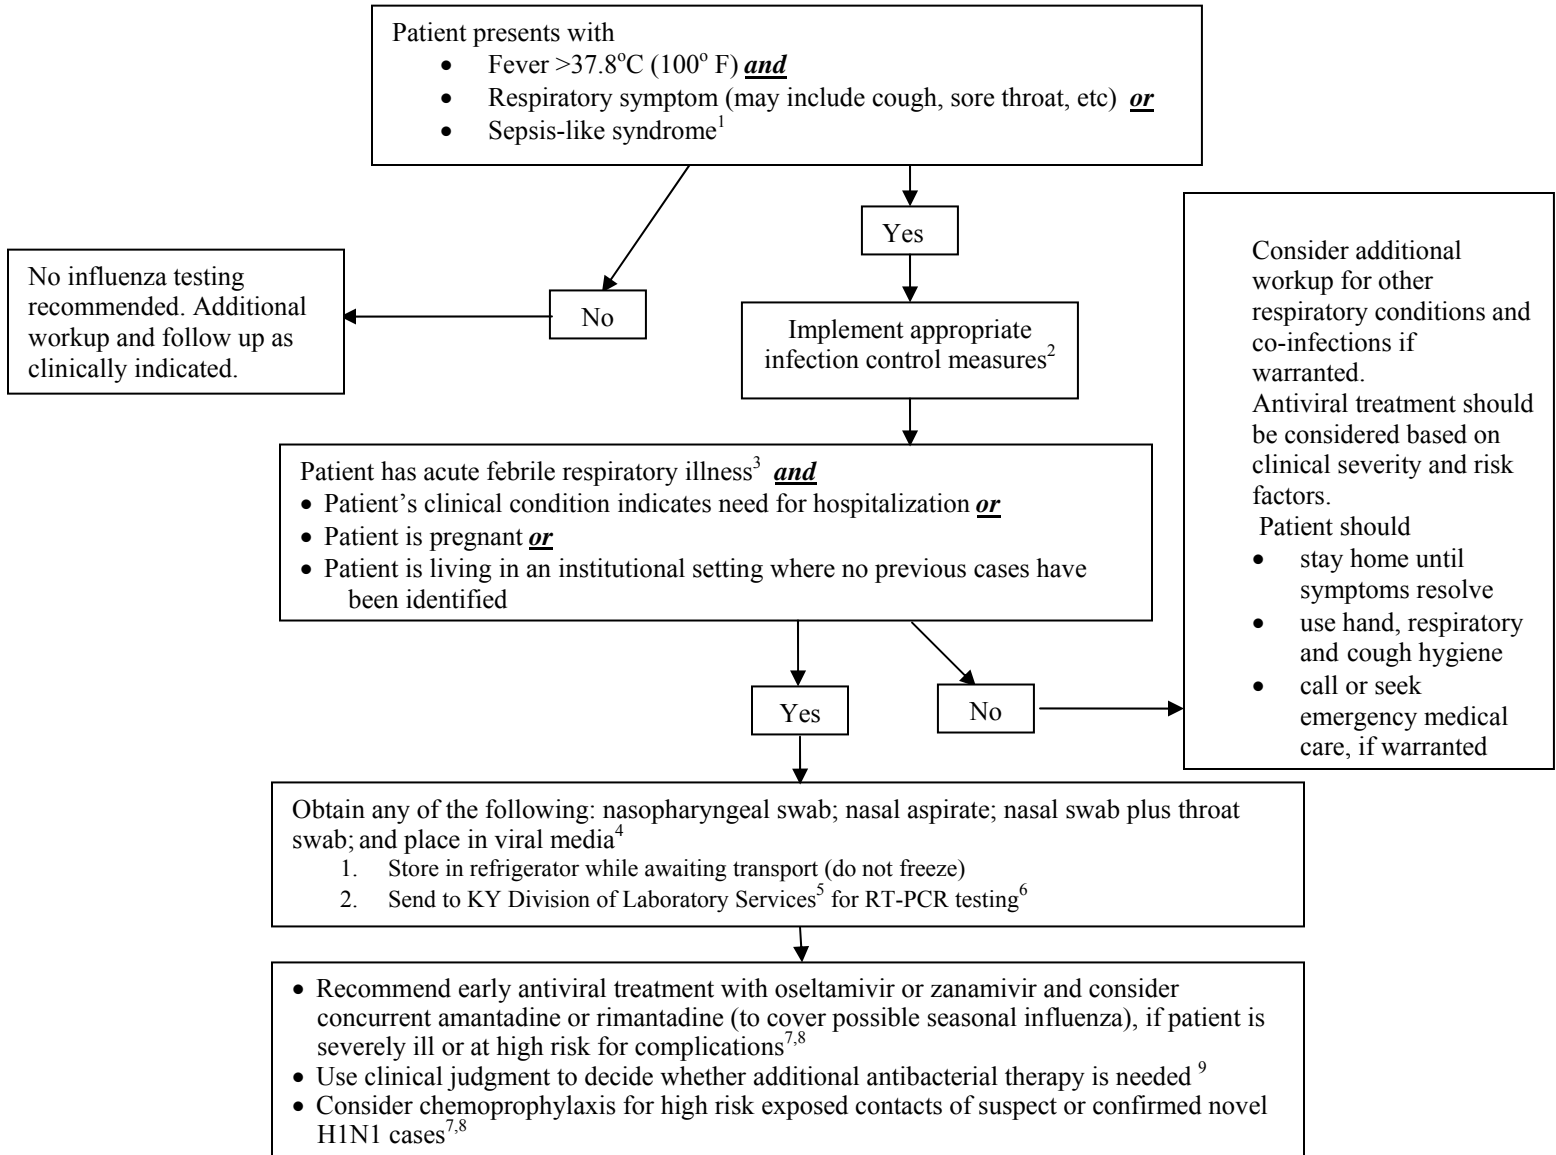 Patient presents with
• Fever >37.8°C (100° F) and
• Respiratory symptom (may include cough, sore throat, etc) or
• Sepsis-like syndrome1
Yes
No
No influenza testing
recommended. Additional
workup and follow up as
clinically indicated.
Implement appropriate
infection control measures2
Patient has acute febrile respiratory illness3 and
• Patient's clinical condition indicates need for hospitalization or
• Patient is pregnant or
• Patient is living in an institutional setting where no previous cases have
been identified
Yes
No
Consider additional
workup for other
respiratory conditions and
co-infections if
warranted.
Antiviral treatment should
be considered based on
clinical severity and risk
factors.
Patient should
• stay home until
symptoms resolve
• use hand, respiratory
and cough hygiene
• call or seek
emergency medical
care, if warranted
Obtain any of the following: nasopharyngeal swab; nasal aspirate; nasal swab plus throat
swab; and place in viral media4
1. Store in refrigerator while awaiting transport (do not freeze)
2. Send to KY Division of Laboratory Services5 for RT-PCR testing6
• Recommend early antiviral treatment with oseltamivir or zanamivir and consider
concurrent amantadine or rimantadine (to cover possible seasonal influenza), if patient is
severely ill or at high risk for complications7,8
• Use clinical judgment to decide whether additional antibacterial therapy is needed 9
• Consider chemoprophylaxis for high risk exposed contacts of suspect or confirmed novel
H1N1 cases7,8